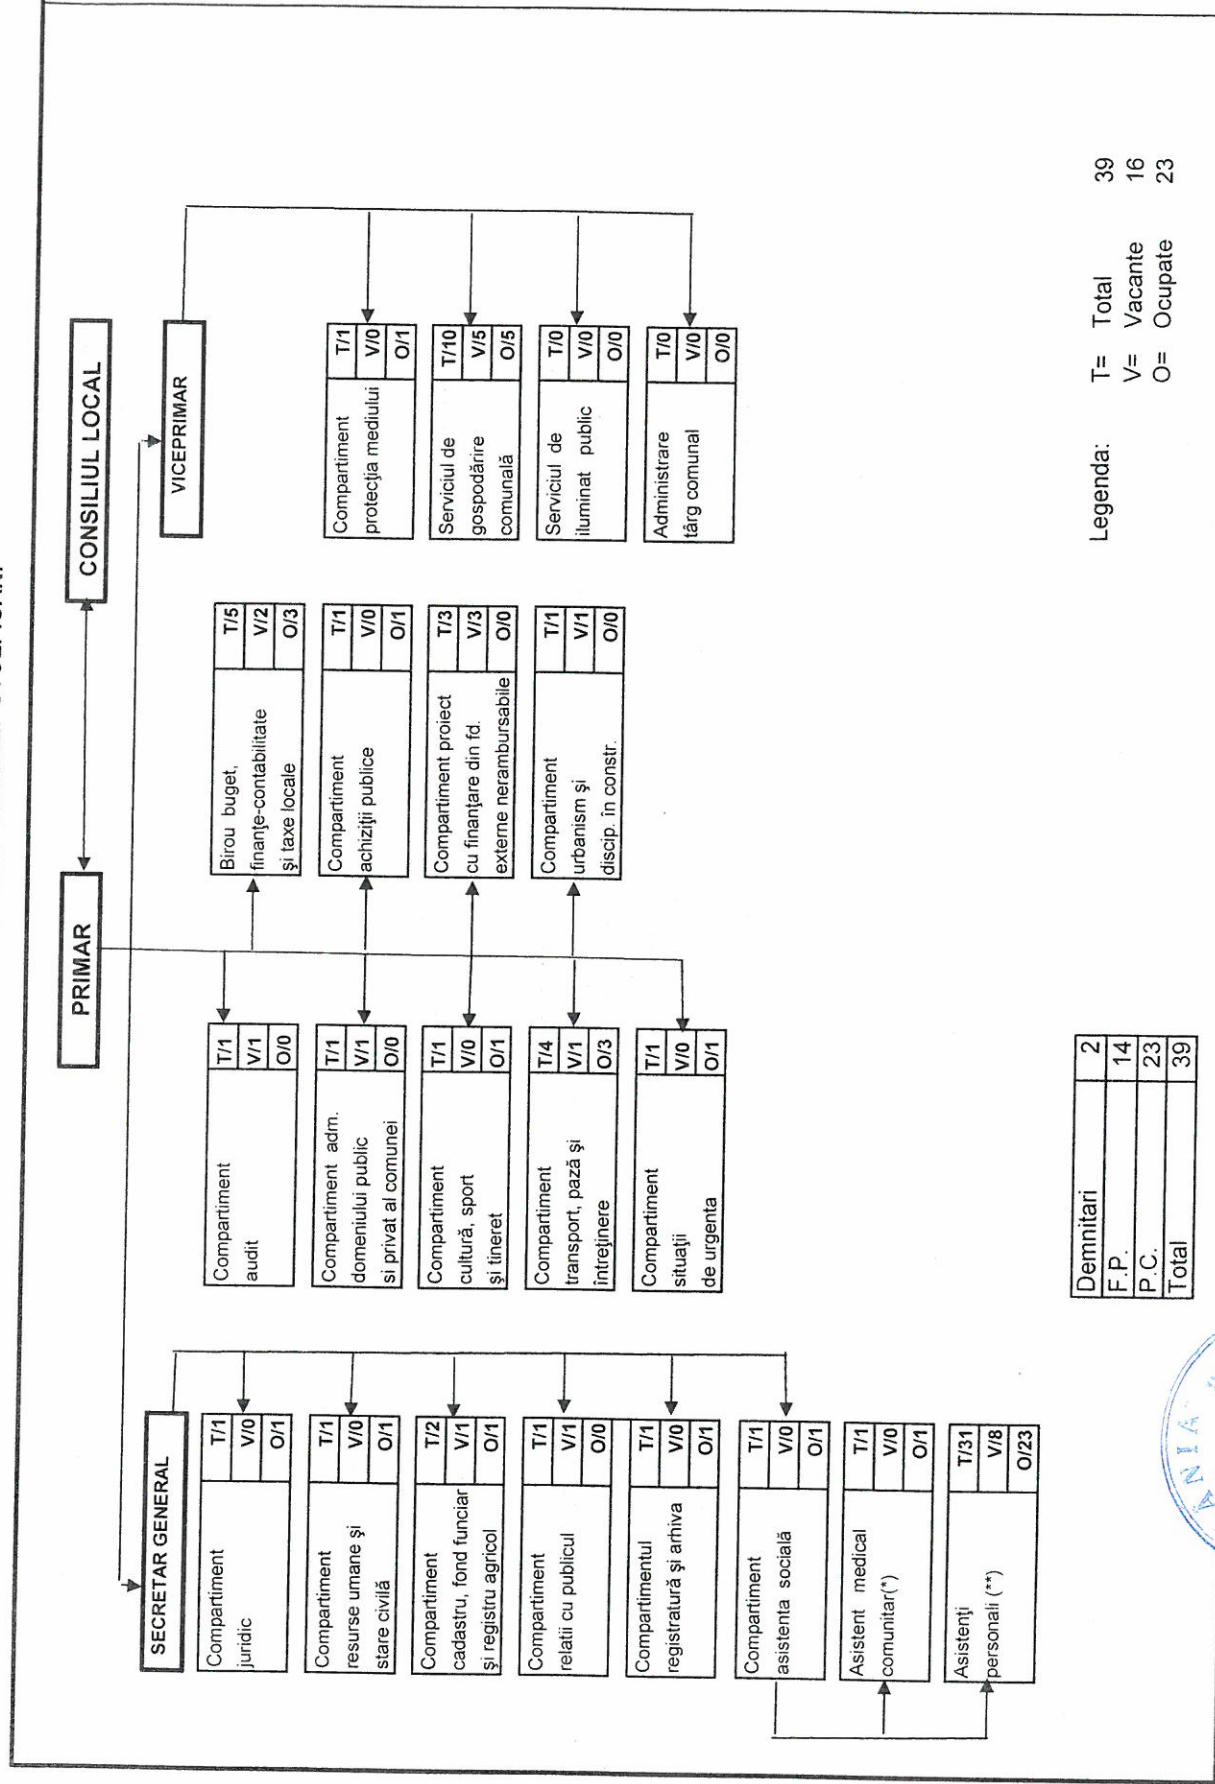 PRIMAR
CONSILIUL LOCAL
SECRETAR GENERAL
VICEPRIMAR
Compartiment
juridic
T/1
V/0
O/1
Compartiment
resurse umane şi
stare civilă
T/1
V/0
O/1
Compartiment
cadastru, fond funciar
şi registru agricol
T/2
V/1
O/1
Compartiment
relatii cu publicul
T/1
V/1
O/0
Compartimentul
registratură şi arhiva
T/1
V/0
O/1
Compartiment
asistenta socială
T/1
V/0
O/1
Asistent medical
comunitar(*)
T/1
V/0
O/1
Asistenţi
personali (**)
T/31
V/8
O/23
Compartiment
audit
T/1
V/1
O/0
Compartiment adm.
domeniului public
si privat al comunei
T/1
V/1
O/0
Compartiment
cultură, sport
şi tineret
T/1
V/0
O/1
Compartiment
transport, pază şi
întreţinere
T/4
V/1
O/3
Compartiment
situaţii
de urgenta
T/1
V/0
O/1
Birou buget,
finanţe-contabilitate
şi taxe locale
T/5
V/2
O/3
Compartiment
achiziţii publice
T/1
V/0
O/1
Compartiment proiect
cu finanţare din fd.
externe nerambursabile
T/3
V/3
O/0
Compartiment
urbanism şi
discip. în constr.
T/1
V/1
O/0
Compartiment
protecţia mediului
T/1
V/0
O/1
Serviciul de
gospodărire
comunală
T/10
V/5
O/5
Serviciul de
iluminat public
T/0
V/0
O/0
Administrare
târg comunal
T/0
V/0
O/0
Demnitari 2
F.P. 14
P.C. 23
Total 39
Legenda: T= Total 39
V= Vacante 16
O= Ocupate 23